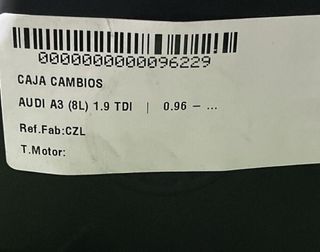 0000000000096229
CAJA CAMBIOS
AUDI A3 (8L) 1.9 TDI | 0.96 – ...
Ref.Fab:CZL
T.Motor: